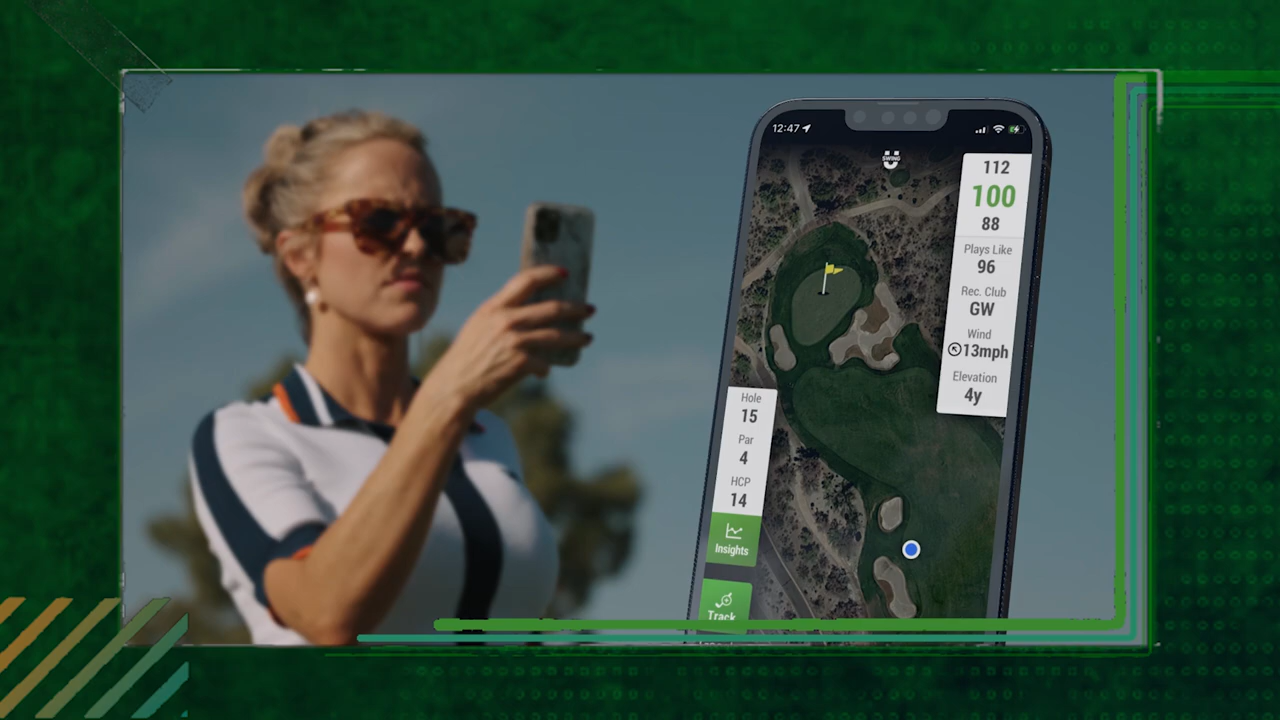 12:47
SWING
U
112
100
88
Plays Like
96
Rec. Club
GW
Wind
13mph
Elevation
4y
Hole
15
Par
4
HCP
14
Insights
Track